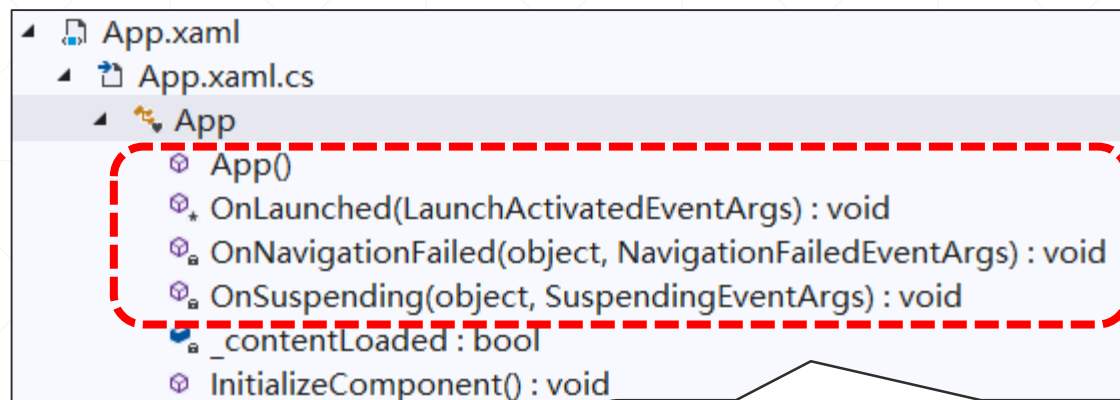 App.xaml
App.xaml.cs
App
App()
OnLaunched(LaunchActivatedEventArgs) : void
OnNavigationFailed(object, NavigationFailedEventArgs) : void
OnSuspending(object, SuspendingEventArgs) : void
_contentLoaded : bool
InitializeComponent() : void